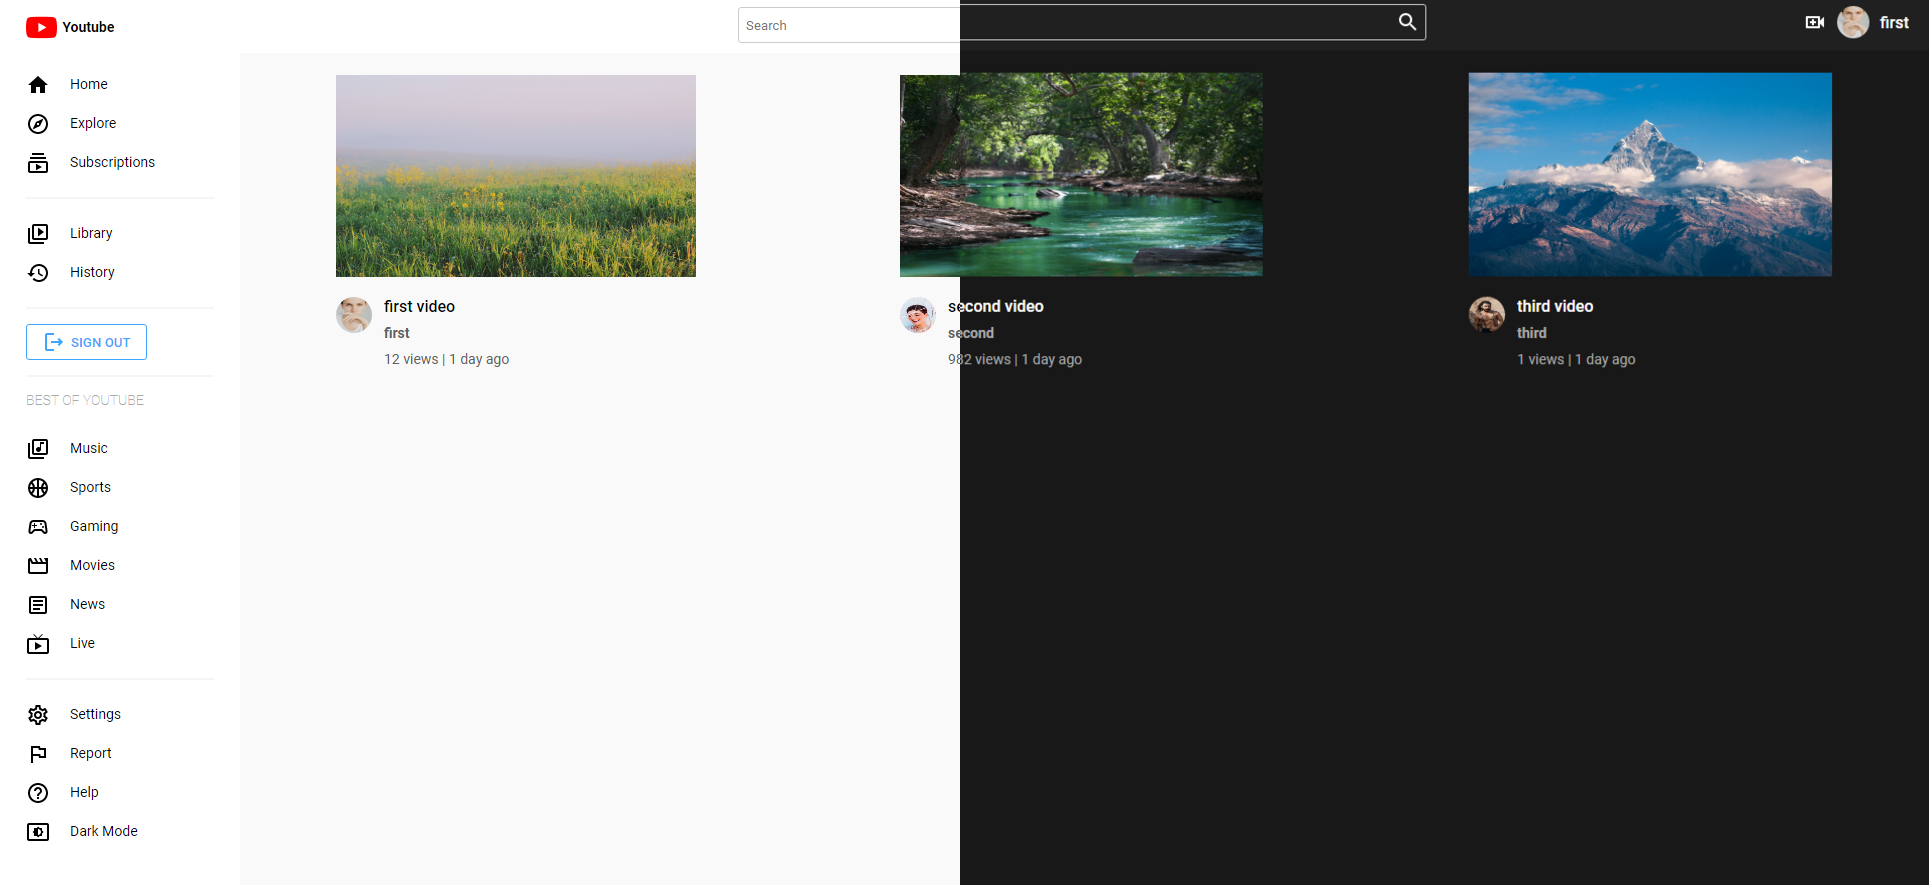 Youtube
Search
first
Home
Explore
Subscriptions
Library
History
SIGN OUT
BEST OF YOUTUBE
Music
Sports
Gaming
Movies
News
Live
Settings
Report
Help
Dark Mode
first video
first
12 views | 1 day ago
second video
second
982 views | 1 day ago
third video
third
1 views | 1 day ago